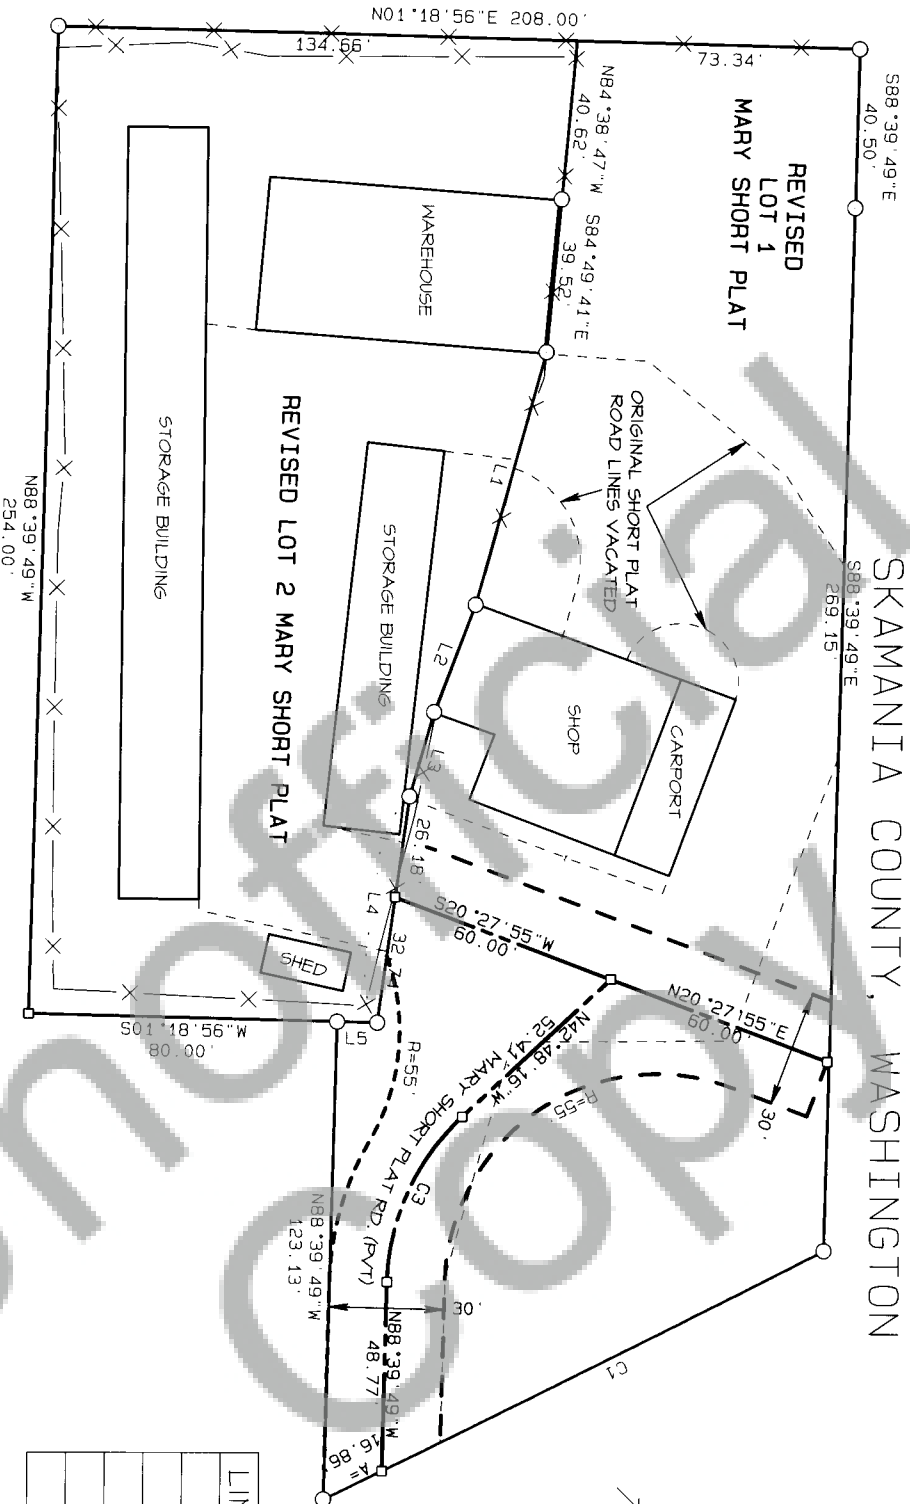 SKAMANIA COUNTY, WASHINGTON
S88°39'49"E
40.50'
S88°39'49"E
269.15'
REVISED
LOT 1
MARY SHORT PLAT
N01°18'56"E 208.00'
134.66'
73.34'
N84°38'47"W
40.62'
S84°49'41"E
39.52'
ORIGINAL SHORT PLAT
ROAD LINES VACATED
WAREHOUSE
L1
L2
L3
26.18'
L4
32.74'
L5
SHOP
CARPORT
STORAGE BUILDING
REVISED LOT 2 MARY SHORT PLAT
STORAGE BUILDING
SHED
N88°39'49"W
254.00'
S01°18'56"W
80.00'
S20°27'55"W
60.00'
N20°27'55"E
60.00'
30'
N42°48'16"W
52.41'
MARY SHORT PLAT RD. (PVT)
R=55'
R=55'
C3
N88°39'49"W
123.13'
30'
N88°39'49"W
48.77'
C1
A=
16.86'
Unofficial
Copy